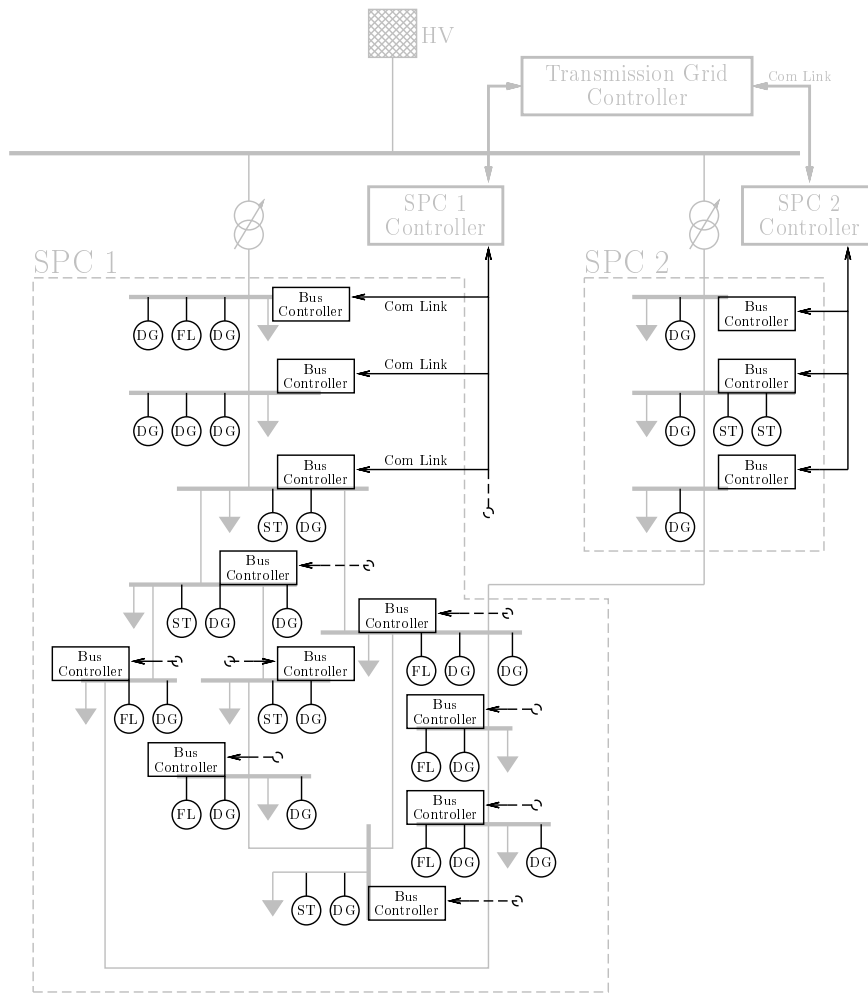 HV
Transmission Grid
Controller
Com Link
SPC 1
Controller
SPC 2
Controller
SPC 1
SPC 2
Bus
Controller
Com Link
DG
FL
DG
Bus
Controller
DG
Bus
Controller
Com Link
DG
DG
DG
Bus
Controller
DG
ST
ST
Bus
Controller
Com Link
ST
DG
Bus
Controller
DG
Bus
Controller
ST
DG
DG
Bus
Controller
FL
DG
DG
Bus
Controller
FL
DG
Bus
Controller
ST
DG
Bus
Controller
FL
DG
Bus
Controller
FL
DG
DG
Bus
Controller
FL
DG
DG
Bus
Controller
ST
DG